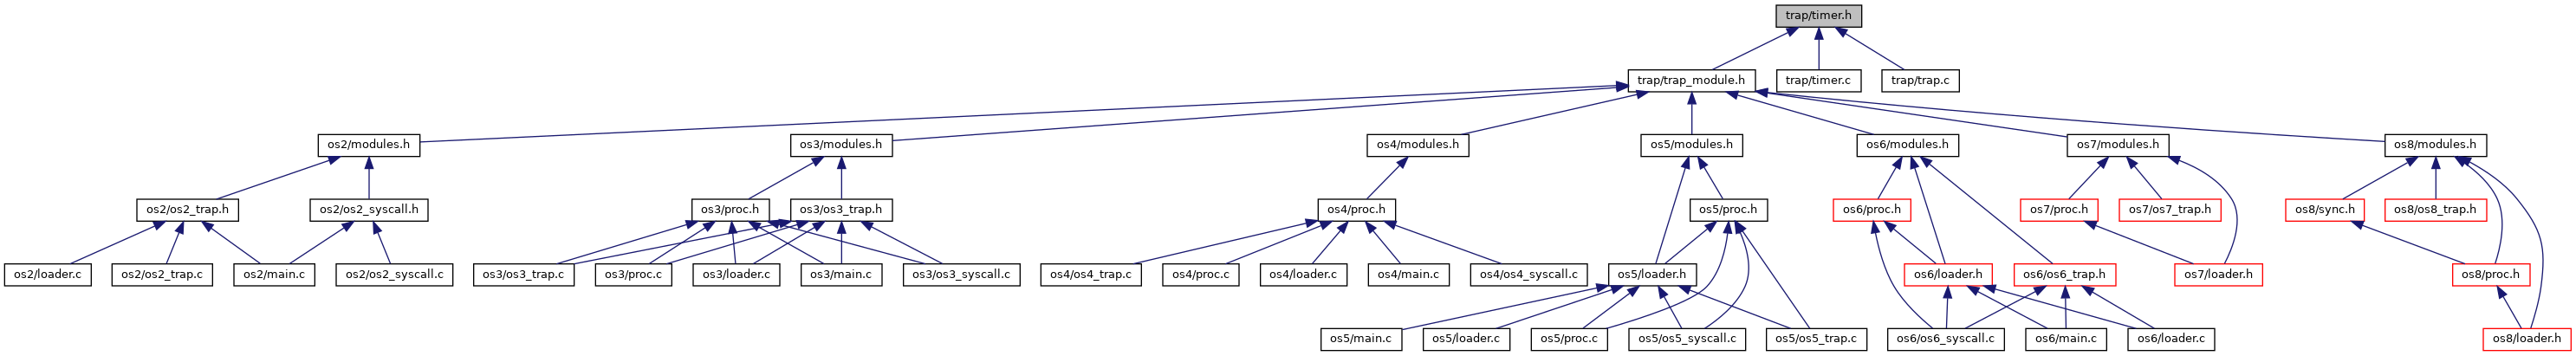 trap/timer.h
trap/trap_module.h
trap/timer.c
trap/trap.c
os2/modules.h
os3/modules.h
os4/modules.h
os5/modules.h
os6/modules.h
os7/modules.h
os8/modules.h
os2/os2_trap.h
os2/os2_syscall.h
os3/proc.h
os3/os3_trap.h
os4/proc.h
os5/proc.h
os6/proc.h
os7/proc.h
os7/os7_trap.h
os8/sync.h
os8/os8_trap.h
os2/loader.c
os2/os2_trap.c
os2/main.c
os2/os2_syscall.c
os3/os3_trap.c
os3/proc.c
os3/loader.c
os3/main.c
os3/os3_syscall.c
os4/os4_trap.c
os4/proc.c
os4/loader.c
os4/main.c
os4/os4_syscall.c
os5/loader.h
os6/loader.h
os6/os6_trap.h
os7/loader.h
os8/proc.h
os5/main.c
os5/loader.c
os5/proc.c
os5/os5_syscall.c
os5/os5_trap.c
os6/os6_syscall.c
os6/main.c
os6/loader.c
os8/loader.h